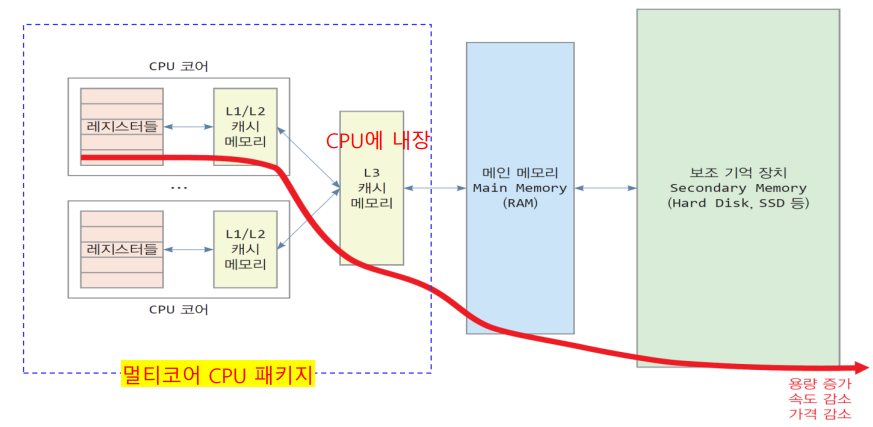 CPU 코어
레지스터들
L1/L2
캐시
메모리
CPU에 내장
L3
캐시
메모리
...
레지스터들
L1/L2
캐시
메모리
CPU 코어
멀티코어 CPU 패키지
메인 메모리
Main Memory
(RAM)
보조 기억 장치
Secondary Memory
(Hard Disk, SSD 등)
용량 증가
속도 감소
가격 감소